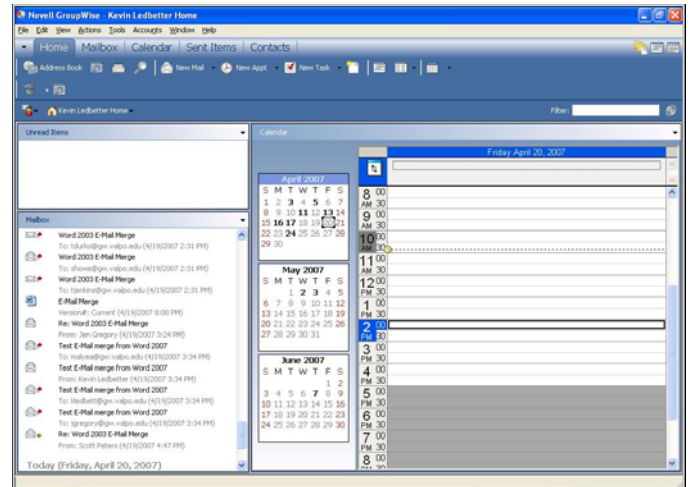 Novell GroupWise - Kevin Ledbetter Home
File Edit View Actions Tools Accounts Window Help
Home Mailbox Calendar Sent Items Contacts
Address Book New Mail New Appt New Task
Kevin Ledbetter Home
Filter:
Unread Items
Mailbox
Word 2003 E-Mail Merge
To: tdurko@gw.valpo.edu (4/19/2007 2:31 PM)
Word 2003 E-Mail Merge
To: showe@gw.valpo.edu (4/19/2007 2:31 PM)
Word 2003 E-Mail Merge
To: tjenkins@gw.valpo.edu (4/19/2007 2:31 PM)
E-Mail Merge
Version#: Current (4/19/2007 8:00 PM)
Re: Word 2003 E-Mail Merge
From: Jen Gregory (4/19/2007 3:24 PM)
Test E-Mail merge from Word 2007
To: malyea@gw.valpo.edu (4/19/2007 3:34 PM)
Test E-Mail merge from Word 2007
From: Kevin Ledbetter (4/19/2007 3:34 PM)
Test E-Mail merge from Word 2007
To: kledbett@gw.valpo.edu (4/19/2007 3:34 PM)
Test E-Mail merge from Word 2007
To: jgregory@gw.valpo.edu (4/19/2007 3:34 PM)
Re: Word 2003 E-Mail Merge
From: Scott Peters (4/19/2007 4:47 PM)
Today (Friday, April 20, 2007)
Calendar
April 2007
S M T W T F S
1 2 3 4 5 6 7
8 9 10 11 12 13 14
15 16 17 18 19 20 21
22 23 24 25 26 27 28
29 30
May 2007
S M T W T F S
1 2 3 4 5
6 7 8 9 10 11 12
13 14 15 16 17 18 19
20 21 22 23 24 25 26
27 28 29 30 31
June 2007
S M T W T F S
1 2
3 4 5 6 7 8 9
10 11 12 13 14 15 16
17 18 19 20 21 22 23
24 25 26 27 28 29 30
Friday April 20, 2007
8 00
AM 30
9 00
AM 30
10 00
AM 30
11 00
AM 30
12 00
PM 30
1 00
PM 30
2 00
PM 30
3 00
PM 30
4 00
PM 30
5 00
PM 30
6 00
PM 30
7 00
PM 30
8 00
PM 30